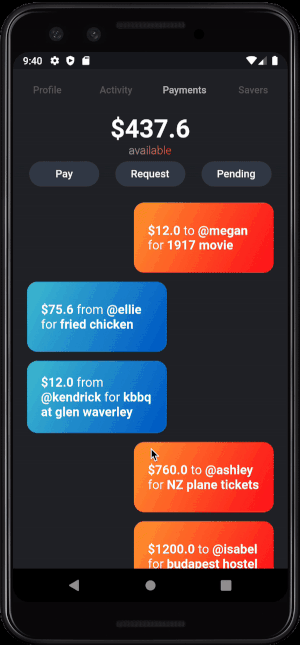 9:40
Profile Activity Payments Savers
$437.6
available
Pay Request Pending
$12.0 to @megan
for 1917 movie
$75.6 from @ellie
for fried chicken
$12.0 from
@kendrick for kbbq
at glen waverley
$760.0 to @ashley
for NZ plane tickets
$1200.0 to @isabel
for budapest hostel